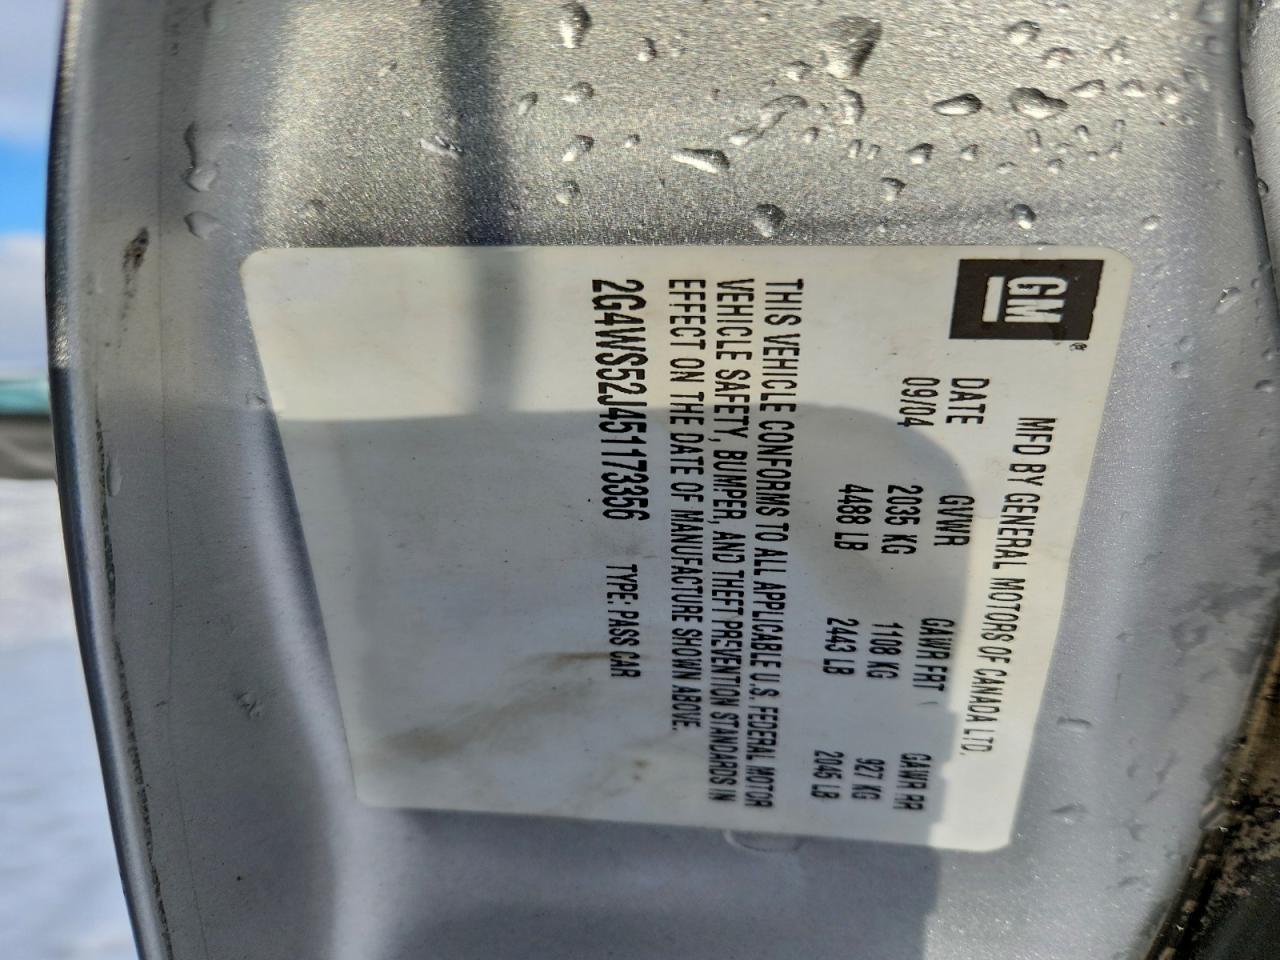 GM®
MFD BY GENERAL MOTORS OF CANADA LTD.
DATE GVWR GAWR FRT GAWR RR
09/04 2035 KG 1108 KG 927 KG
4488 LB 2443 LB 2045 LB
THIS VEHICLE CONFORMS TO ALL APPLICABLE U.S. FEDERAL MOTOR
VEHICLE SAFETY, BUMPER, AND THEFT PREVENTION STANDARDS IN
EFFECT ON THE DATE OF MANUFACTURE SHOWN ABOVE.
2G4WS52J451173356 TYPE: PASS CAR